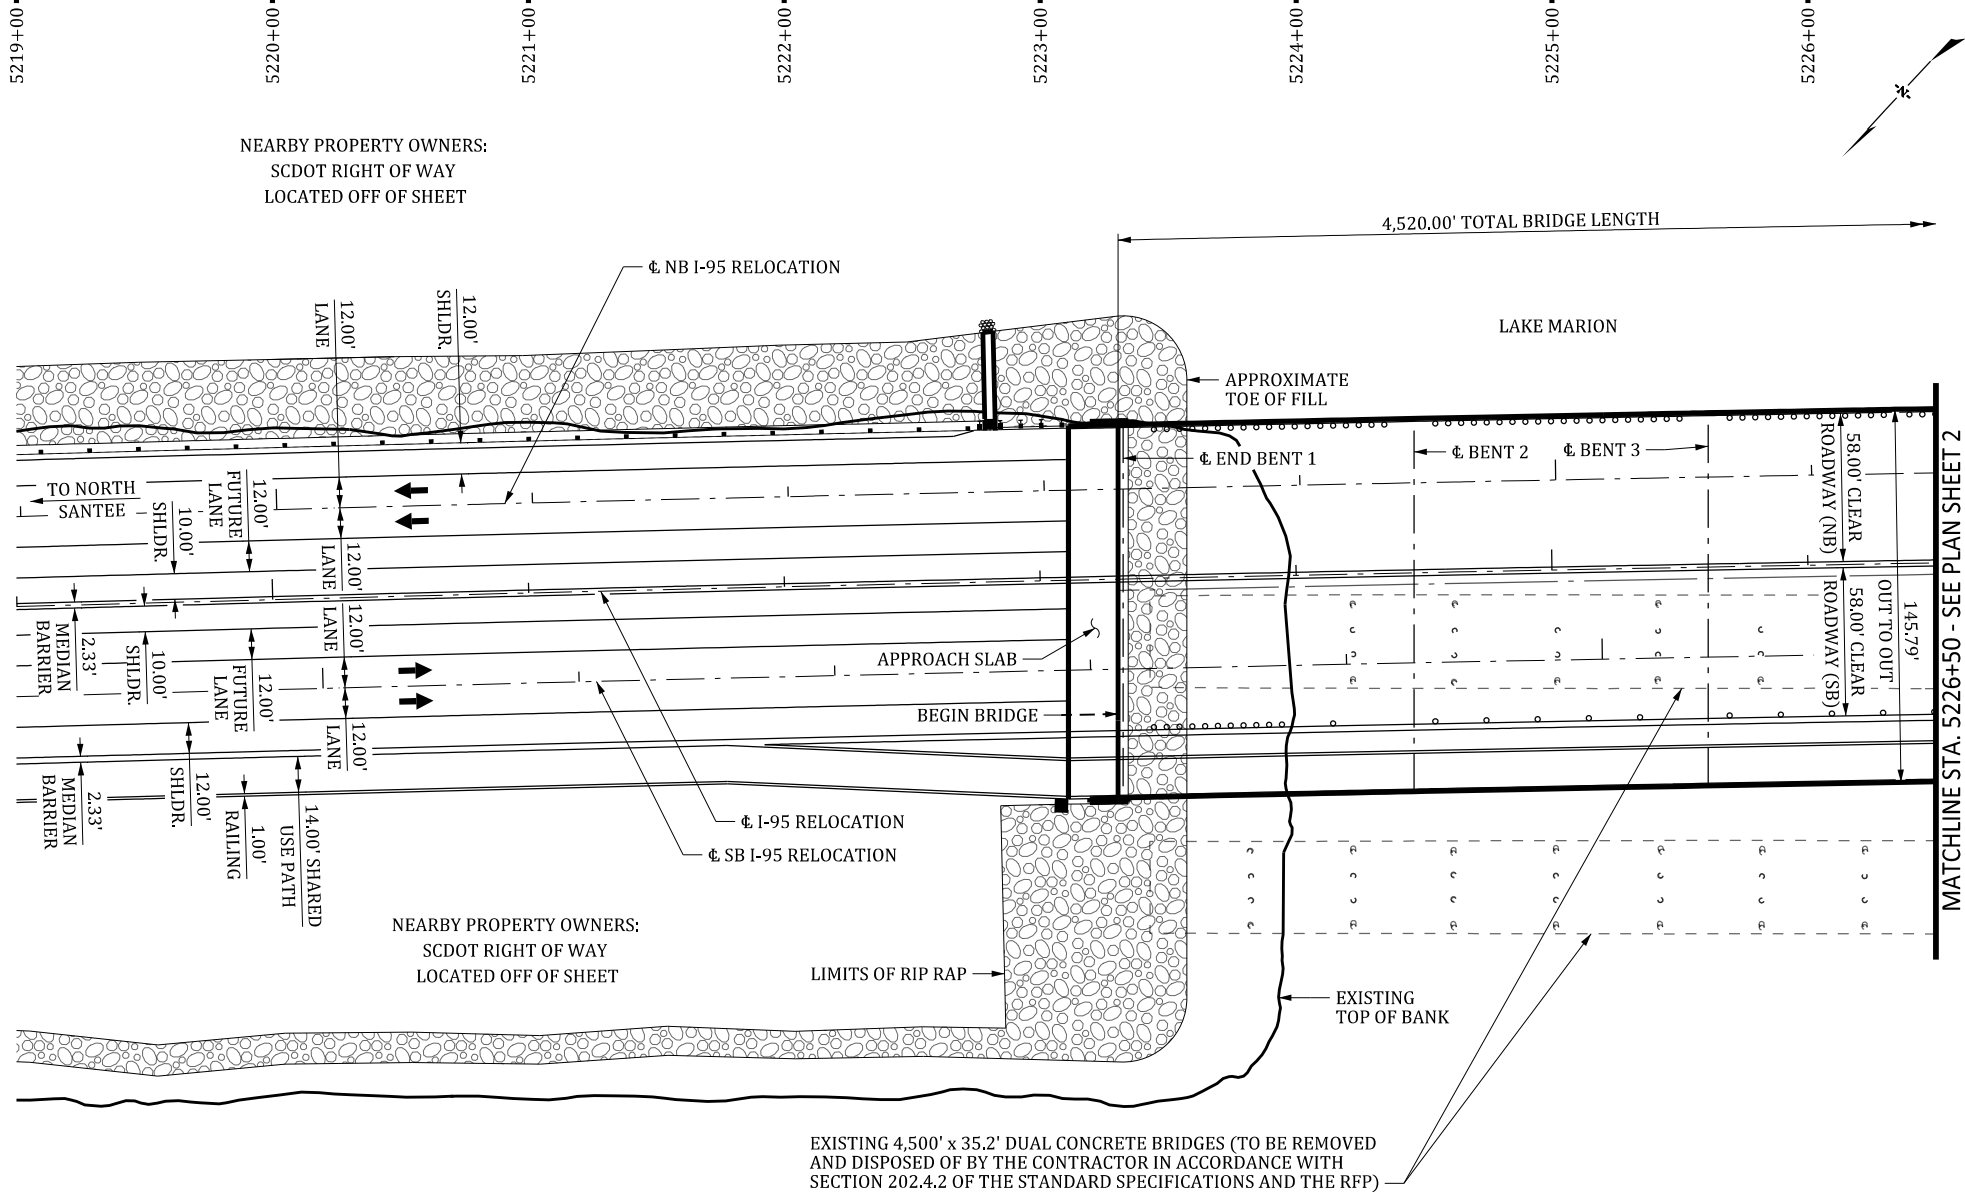 5219+00
5220+00
5221+00
5222+00
5223+00
5224+00
5225+00
5226+00
N
NEARBY PROPERTY OWNERS:
SCDOT RIGHT OF WAY
LOCATED OFF OF SHEET
4,520.00' TOTAL BRIDGE LENGTH
℄ NB I-95 RELOCATION
LAKE MARION
12.00'
LANE
12.00'
SHLDR.
APPROXIMATE
TOE OF FILL
℄ END BENT 1
℄ BENT 2
℄ BENT 3
58.00' CLEAR
ROADWAY (NB)
TO NORTH
SANTEE
12.00'
FUTURE
LANE
10.00'
SHLDR.
12.00'
LANE
12.00'
LANE
2.33'
MEDIAN
BARRIER
10.00'
SHLDR.
12.00'
FUTURE
LANE
12.00'
LANE
APPROACH SLAB
BEGIN BRIDGE
58.00' CLEAR
ROADWAY (SB)
145.79'
OUT TO OUT
MATCHLINE STA. 5226+50 - SEE PLAN SHEET 2
2.33'
MEDIAN
BARRIER
12.00'
SHLDR.
1.00'
RAILING
14.00' SHARED
USE PATH
℄ I-95 RELOCATION
℄ SB I-95 RELOCATION
NEARBY PROPERTY OWNERS:
SCDOT RIGHT OF WAY
LOCATED OFF OF SHEET
LIMITS OF RIP RAP
EXISTING
TOP OF BANK
EXISTING 4,500' x 35.2' DUAL CONCRETE BRIDGES (TO BE REMOVED
AND DISPOSED OF BY THE CONTRACTOR IN ACCORDANCE WITH
SECTION 202.4.2 OF THE STANDARD SPECIFICATIONS AND THE RFP)